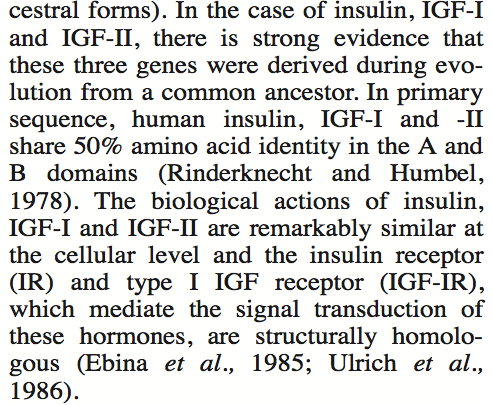 cestral forms). In the case of insulin, IGF-I
and IGF-II, there is strong evidence that
these three genes were derived during evo-
lution from a common ancestor. In primary
sequence, human insulin, IGF-I and -II
share 50% amino acid identity in the A and
B domains (Rinderknecht and Humbel,
1978). The biological actions of insulin,
IGF-I and IGF-II are remarkably similar at
the cellular level and the insulin receptor
(IR) and type I IGF receptor (IGF-IR),
which mediate the signal transduction of
these hormones, are structurally homolo-
gous (Ebina et al., 1985; Ulrich et al.,
1986).